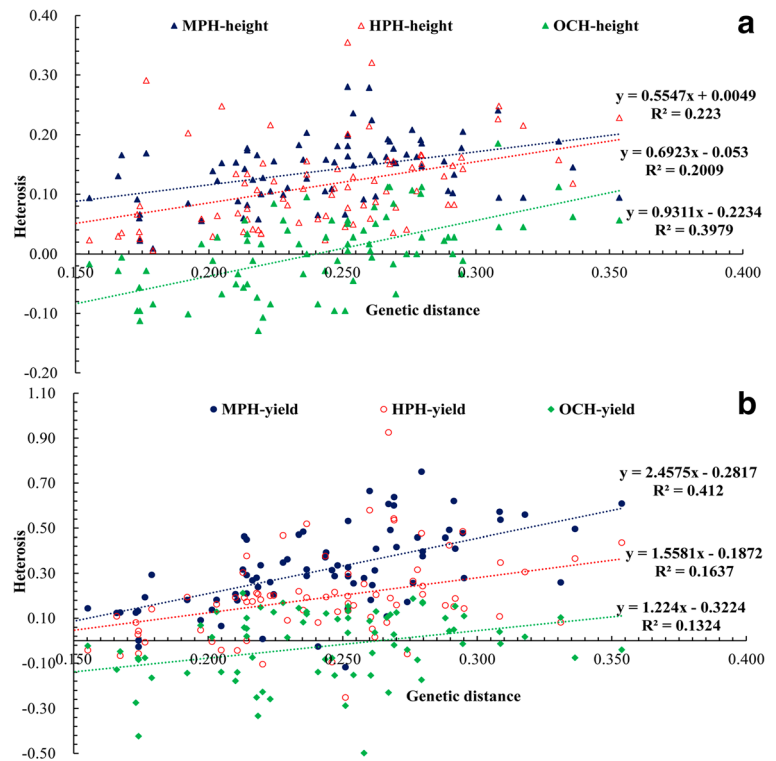 a
MPH-height HPH-height OCH-height
0.40
0.30
0.20
0.10
0.00
-0.10
-0.20
Heterosis
y = 0.5547x + 0.0049
R² = 0.223
y = 0.6923x - 0.053
R² = 0.2009
y = 0.9311x - 0.2234
R² = 0.3979
0.150 0.200 0.250 0.300 0.350 0.400
Genetic distance
b
MPH-yield HPH-yield OCH-yield
1.10
0.90
0.70
0.50
0.30
0.10
-0.10
-0.30
-0.50
Heterosis
y = 2.4575x - 0.2817
R² = 0.412
y = 1.5581x - 0.1872
R² = 0.1637
y = 1.224x - 0.3224
R² = 0.1324
0.150 0.200 0.250 0.300 0.350 0.400
Genetic distance